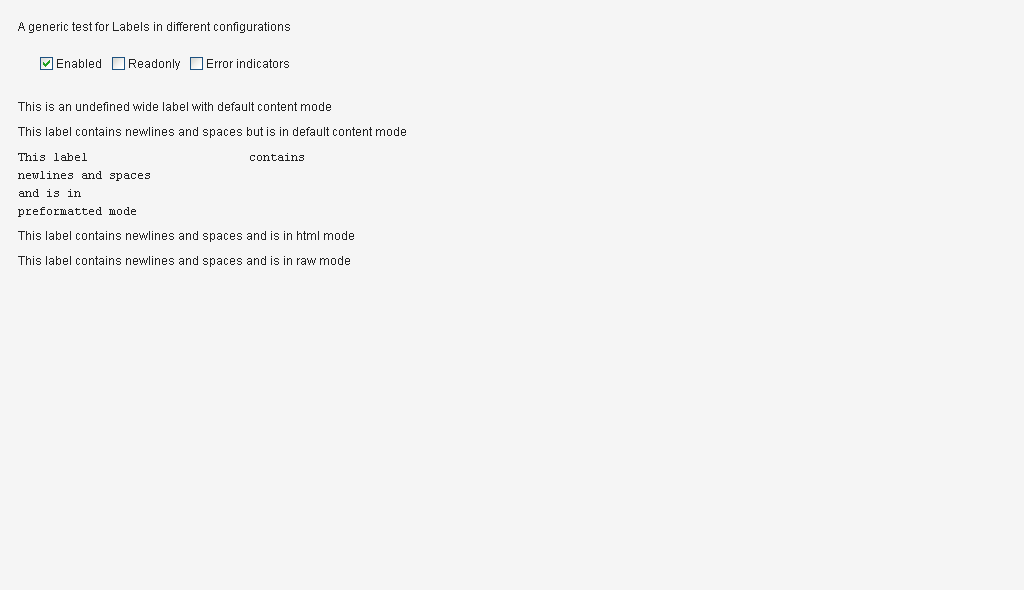 A generic test for Labels in different configurations
Enabled Readonly Error indicators
This is an undefined wide label with default content mode
This label contains newlines and spaces but is in default content mode
This label                       contains
newlines and spaces
and is in
preformatted mode
This label contains newlines and spaces and is in html mode
This label contains newlines and spaces and is in raw mode